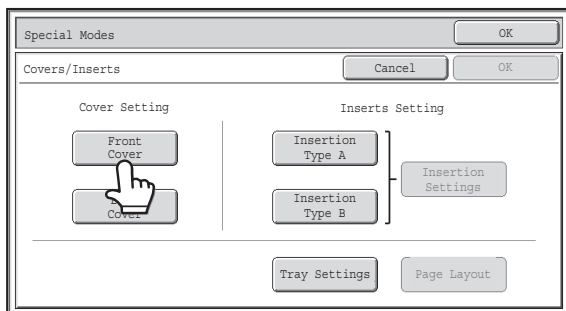 Special Modes
OK
Covers/Inserts
Cancel
OK
Cover Setting
Inserts Setting
Front
Cover
Insertion
Type A
Insertion
Settings
Cover
Insertion
Type B
Tray Settings
Page Layout